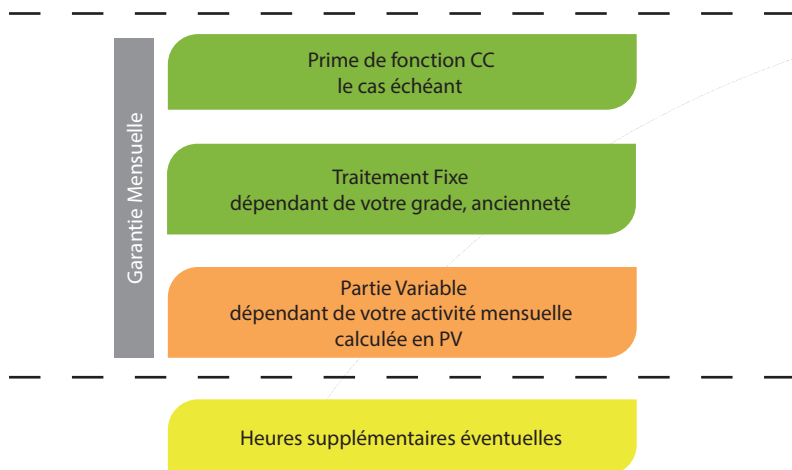 Garantie Mensuelle
Prime de fonction CC
le cas échéant
Traitement Fixe
dépendant de votre grade, ancienneté
Partie Variable
dépendant de votre activité mensuelle
calculée en PV
Heures supplémentaires éventuelles